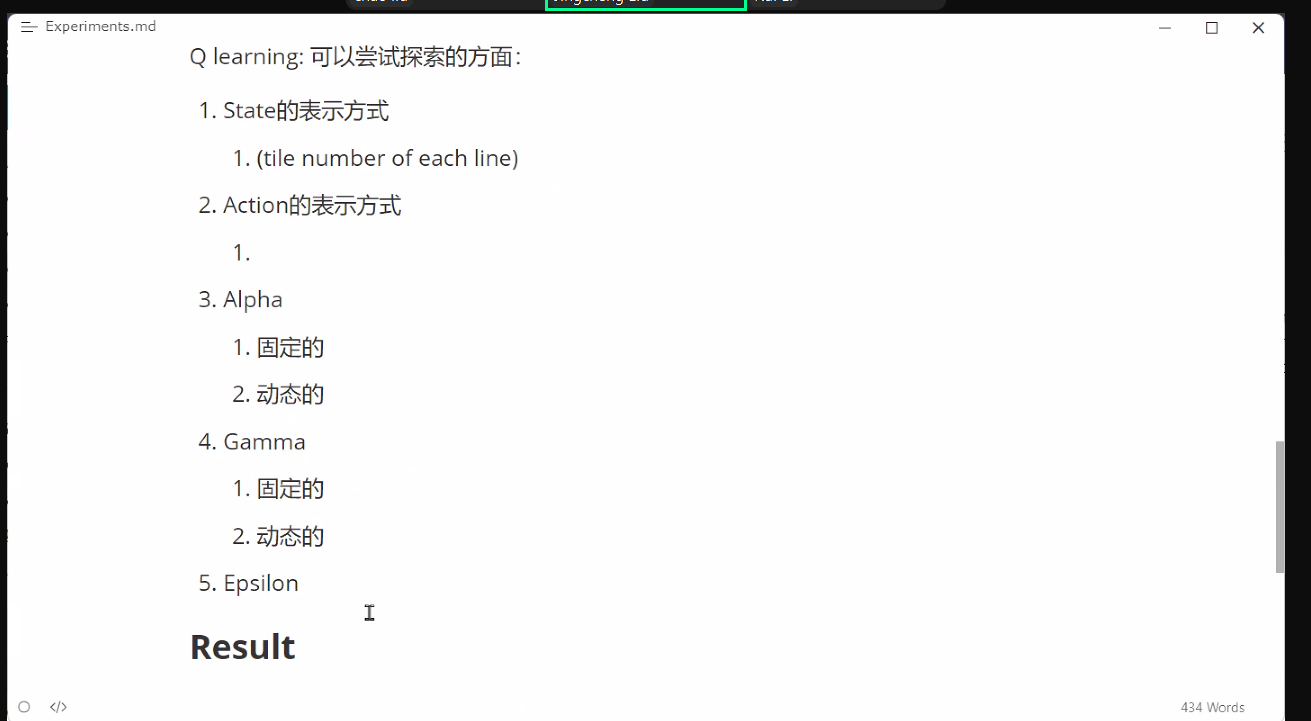 Experiments.md
Q learning: 可以尝试探索的方面:
1. State的表示方式
1. (tile number of each line)
2. Action的表示方式
1.
3. Alpha
1. 固定的
2. 动态的
4. Gamma
1. 固定的
2. 动态的
5. Epsilon
Result
</> 434 Words